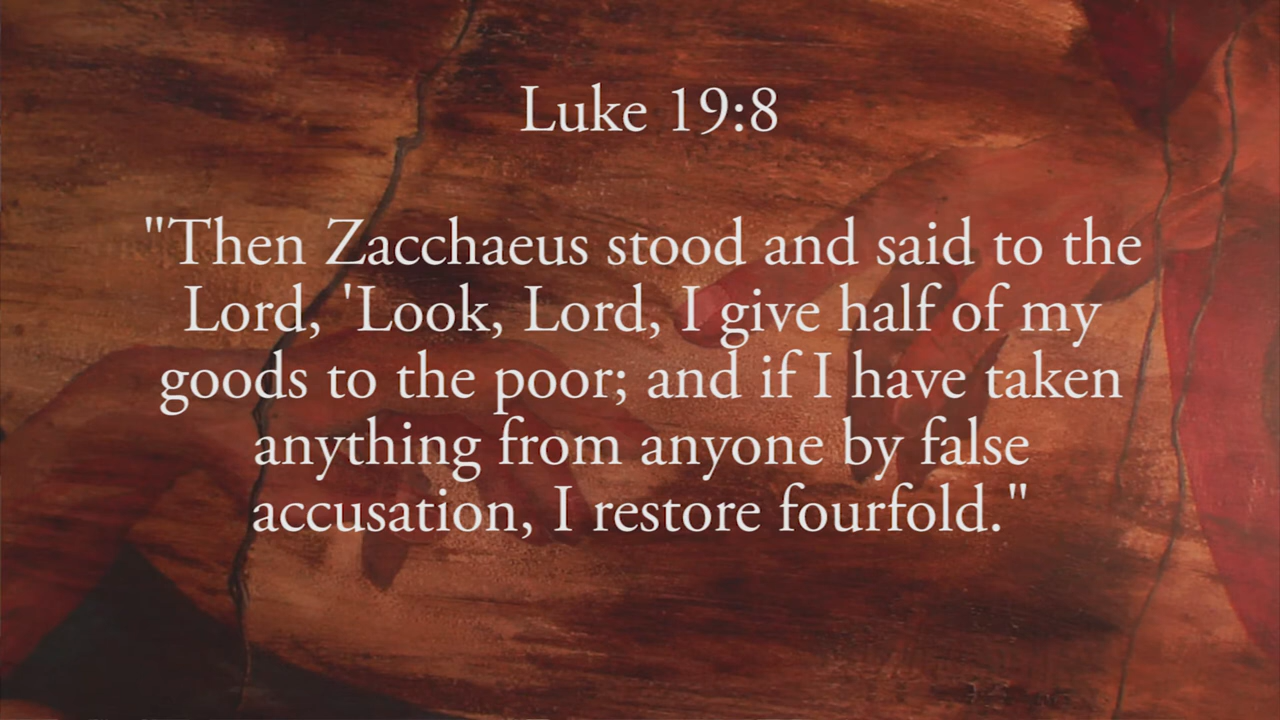 Luke 19:8
"Then Zacchaeus stood and said to the
Lord, 'Look, Lord, I give half of my
goods to the poor; and if I have taken
anything from anyone by false
accusation, I restore fourfold."